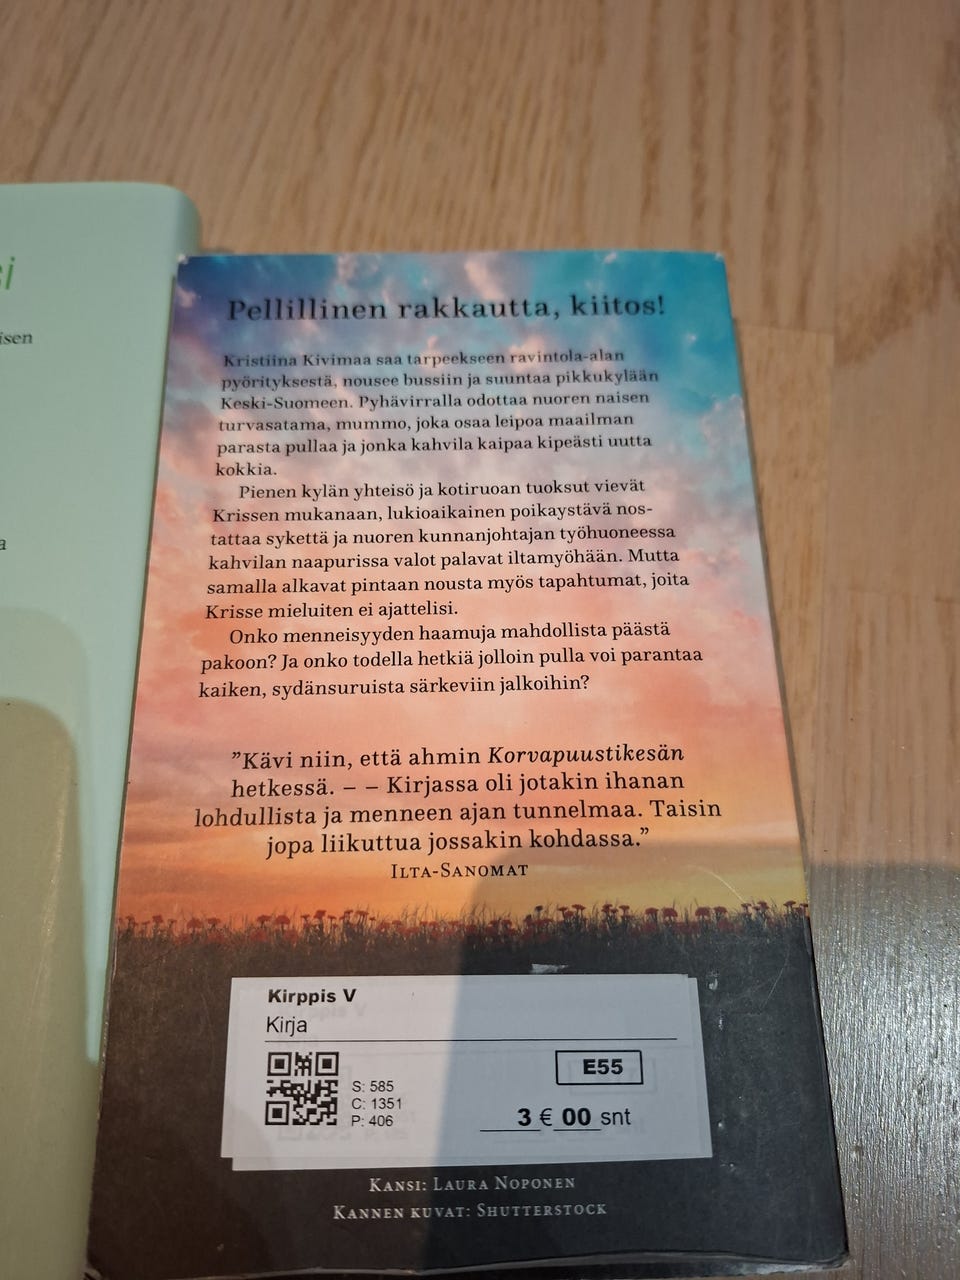 si
isen
a
Pellillinen rakkautta, kiitos!
Kristiina Kivimaa saa tarpeekseen ravintola-alan
pyörityksestä, nousee bussiin ja suuntaa pikkukylään
Keski-Suomeen. Pyhävirralla odottaa nuoren naisen
turvasatama, mummo, joka osaa leipoa maailman
parasta pullaa ja jonka kahvila kaipaa kipeästi uutta
kokkia.
Pienen kylän yhteisö ja kotiruoan tuoksut vievät
Krissen mukanaan, lukioaikainen poikaystävä nos-
tattaa sykettä ja nuoren kunnanjohtajan työhuoneessa
kahvilan naapurissa valot palavat iltamyöhään. Mutta
samalla alkavat pintaan nousta myös tapahtumat, joita
Krisse mieluiten ei ajattelisi.
Onko menneisyyden haamuja mahdollista päästä
pakoon? Ja onko todella hetkiä jolloin pulla voi parantaa
kaiken, sydänsuruista särkeviin jalkoihin?
”Kävi niin, että ahmin Korvapuustikesän
hetkessä. – – Kirjassa oli jotakin ihanan
lohdullista ja menneen ajan tunnelmaa. Taisin
jopa liikuttua jossakin kohdassa.”
ILTA-SANOMAT
Kirppis V
Kirja
E55
S: 585
C: 1351
P: 406
3 € 00 snt
KANSI: LAURA NOPONEN
KANNEN KUVAT: SHUTTERSTOCK